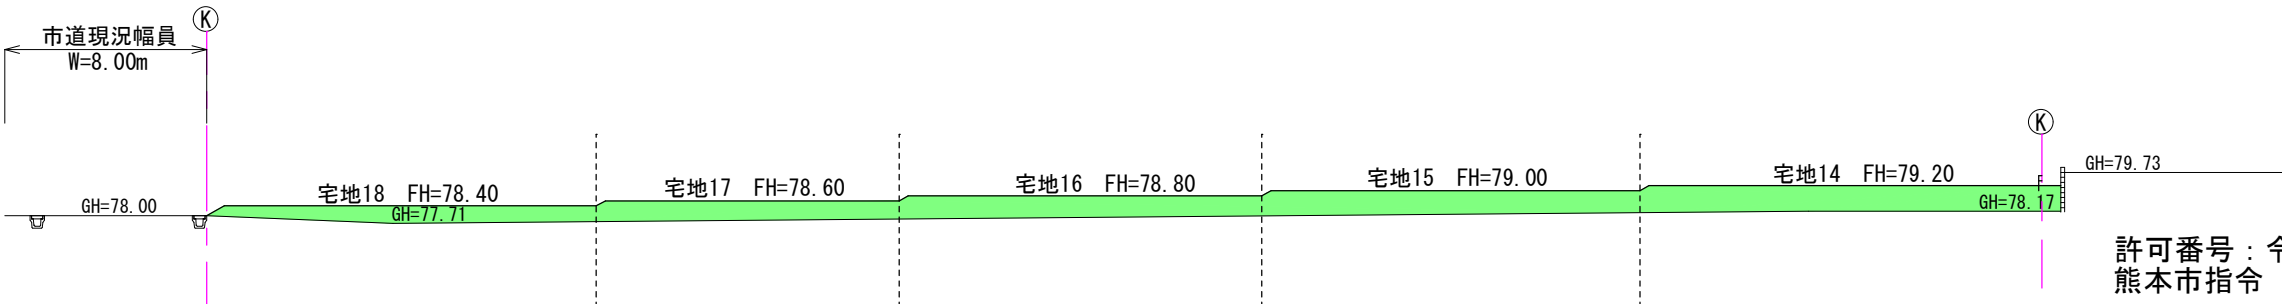 Ⓚ
市道現況幅員
W=8.00m
Ⓚ
GH=78.00
宅地18 FH=78.40
GH=77.71
宅地17 FH=78.60
宅地16 FH=78.80
宅地15 FH=79.00
宅地14 FH=79.20
GH=79.73
GH=78.17
許可番号：令
熊本市指令